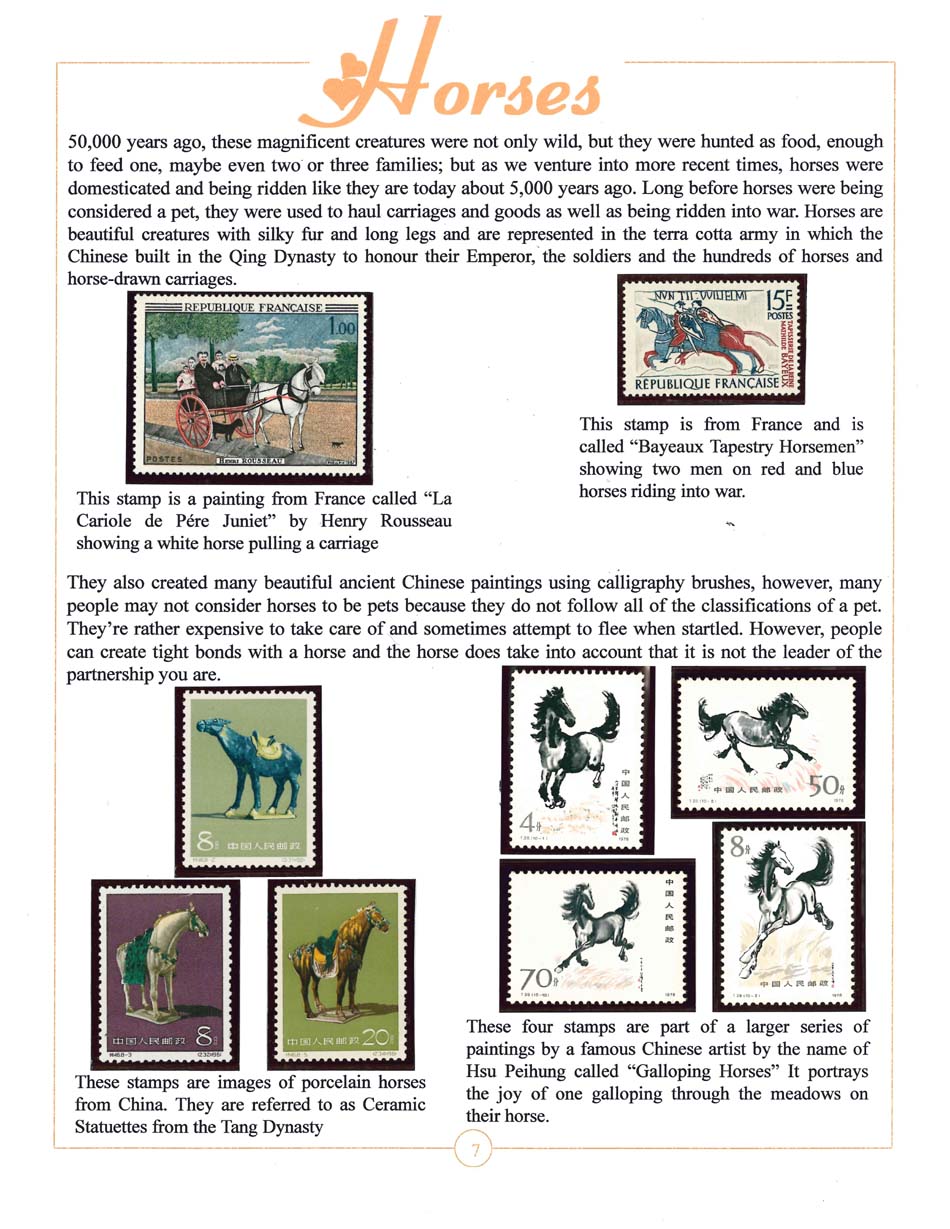 Horses
50,000 years ago, these magnificent creatures were not only wild, but they were hunted as food, enough
to feed one, maybe even two or three families; but as we venture into more recent times, horses were
domesticated and being ridden like they are today about 5,000 years ago. Long before horses were being
considered a pet, they were used to haul carriages and goods as well as being ridden into war. Horses are
beautiful creatures with silky fur and long legs and are represented in the terra cotta army in which the
Chinese built in the Qing Dynasty to honour their Emperor, the soldiers and the hundreds of horses and
horse-drawn carriages.
REPUBLIQUE FRANCAISE
1.00
POSTES
HENRI ROUSSEAU
This stamp is a painting from France called “La
Cariole de Pére Juniet” by Henry Rousseau
showing a white horse pulling a carriage
NVN TII: WILIELMI
15F
POSTES
TAPISSERIE DE LA REINE
MATHILDE BAYEUX
RÉPUBLIQUE FRANÇAISE
This stamp is from France and is
called “Bayeaux Tapestry Horsemen”
showing two men on red and blue
horses riding into war.
They also created many beautiful ancient Chinese paintings using calligraphy brushes, however, many
people may not consider horses to be pets because they do not follow all of the classifications of a pet.
They’re rather expensive to take care of and sometimes attempt to flee when startled. However, people
can create tight bonds with a horse and the horse does take into account that it is not the leader of the
partnership you are.
8分 中国人民邮政
中国人民邮政 8分
中国人民邮政 20分
These stamps are images of porcelain horses
from China. They are referred to as Ceramic
Statuettes from the Tang Dynasty
中国人民邮政
4分
T.28.(10-1) 1978
中国人民邮政 50分
1978
中国人民邮政
70分
T.28.(10-10) 1978
8分
中国人民邮政
T.28.(10-2) 1978
These four stamps are part of a larger series of
paintings by a famous Chinese artist by the name of
Hsu Peihung called “Galloping Horses” It portrays
the joy of one galloping through the meadows on
their horse.
7